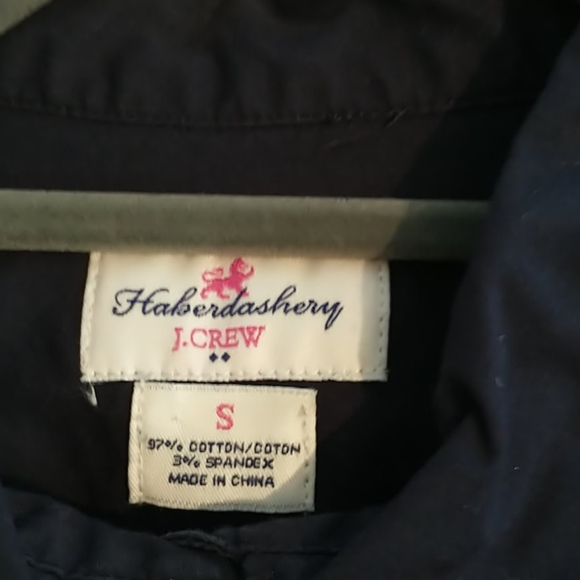 Haberdashery
J.CREW
S
97% COTTON/COTON
3% SPANDEX
MADE IN CHINA